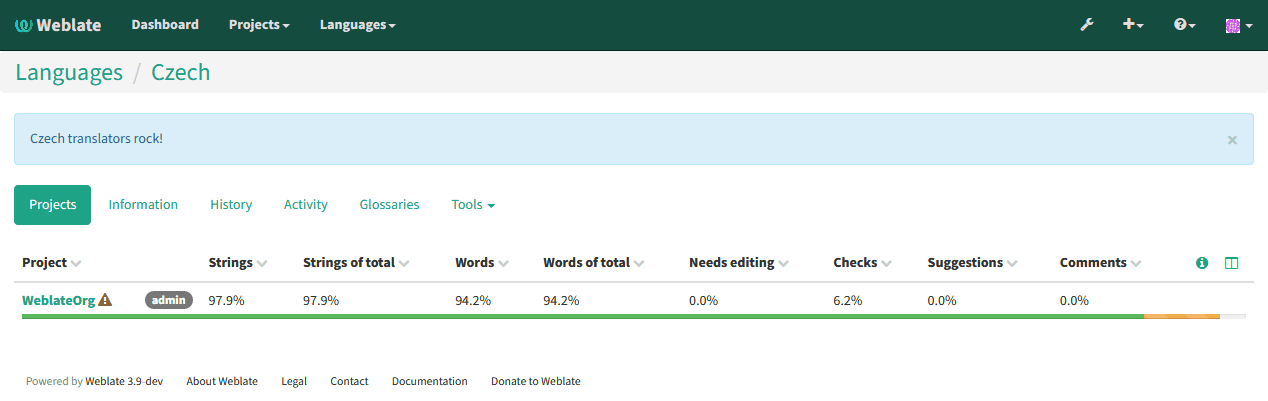 Weblate Dashboard Projects Languages
Languages / Czech
Czech translators rock! ×
Projects Information History Activity Glossaries Tools
Project Strings Strings of total Words Words of total Needs editing Checks Suggestions Comments
WeblateOrg admin 97.9% 97.9% 94.2% 94.2% 0.0% 6.2% 0.0% 0.0%
Powered by Weblate 3.9-dev About Weblate Legal Contact Documentation Donate to Weblate